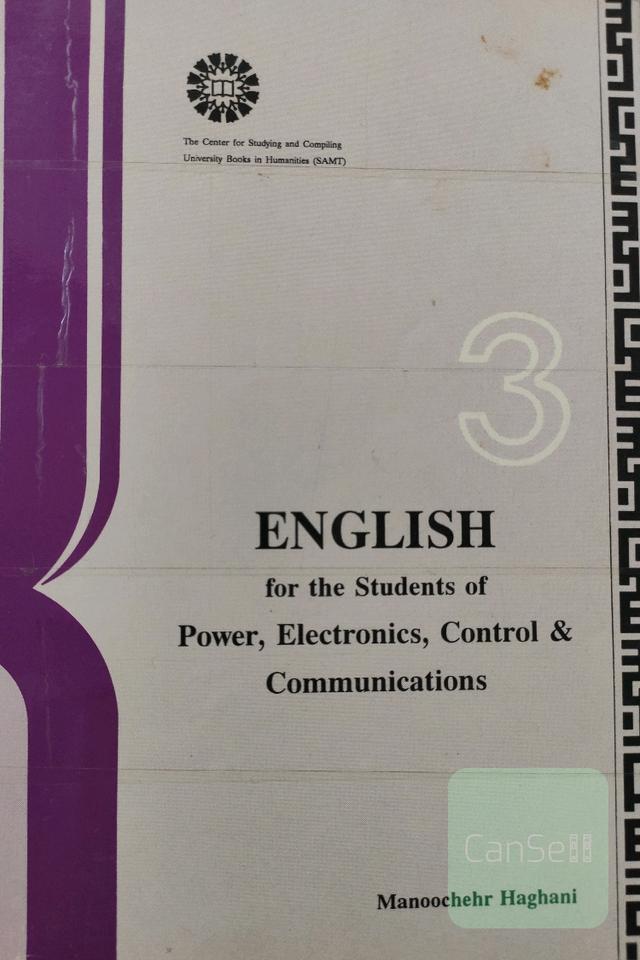 The Center for Studying and Compiling
University Books in Humanities (SAMT)
3
ENGLISH
for the Students of
Power, Electronics, Control &
Communications
CanSell
Manoochehr Haghani